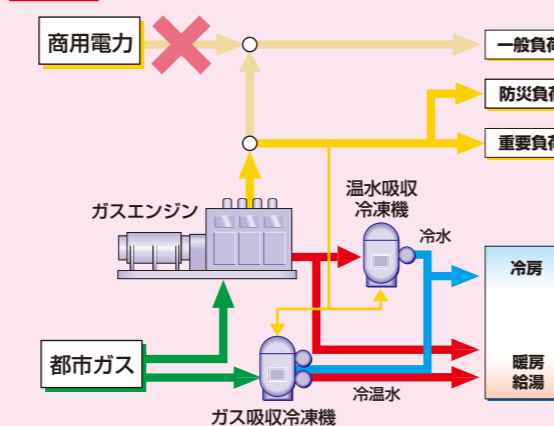 商用電力
一般負荷
防災負荷
重要負荷
ガスエンジン
温水吸収
冷凍機
冷水
冷房
都市ガス
暖房
給湯
冷温水
ガス吸収冷凍機